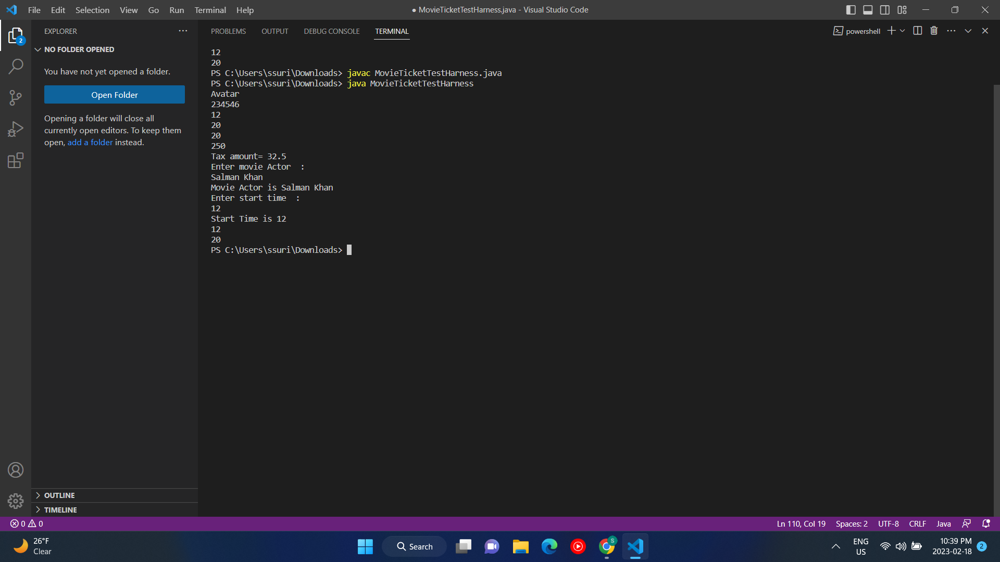 File Edit Selection View Go Run Terminal Help
● MovieTicketTestHarness.java - Visual Studio Code
2
EXPLORER
NO FOLDER OPENED
You have not yet opened a folder.
Open Folder
Opening a folder will close all
currently open editors. To keep them
open, add a folder instead.
OUTLINE
TIMELINE
PROBLEMS OUTPUT DEBUG CONSOLE TERMINAL
powershell
12
20
PS C:\Users\ssuri\Downloads> javac MovieTicketTestHarness.java
PS C:\Users\ssuri\Downloads> java MovieTicketTestHarness
Avatar
234546
12
20
20
250
Tax amount= 32.5
Enter movie Actor  :
Salman Khan
Movie Actor is Salman Khan
Enter start time  :
12
Start Time is 12
12
20
PS C:\Users\ssuri\Downloads>
0 0
Ln 110, Col 19 Spaces: 2 UTF-8 CRLF Java
26°F
Clear
Search
S
ENG
US
10:39 PM
2023-02-18
2